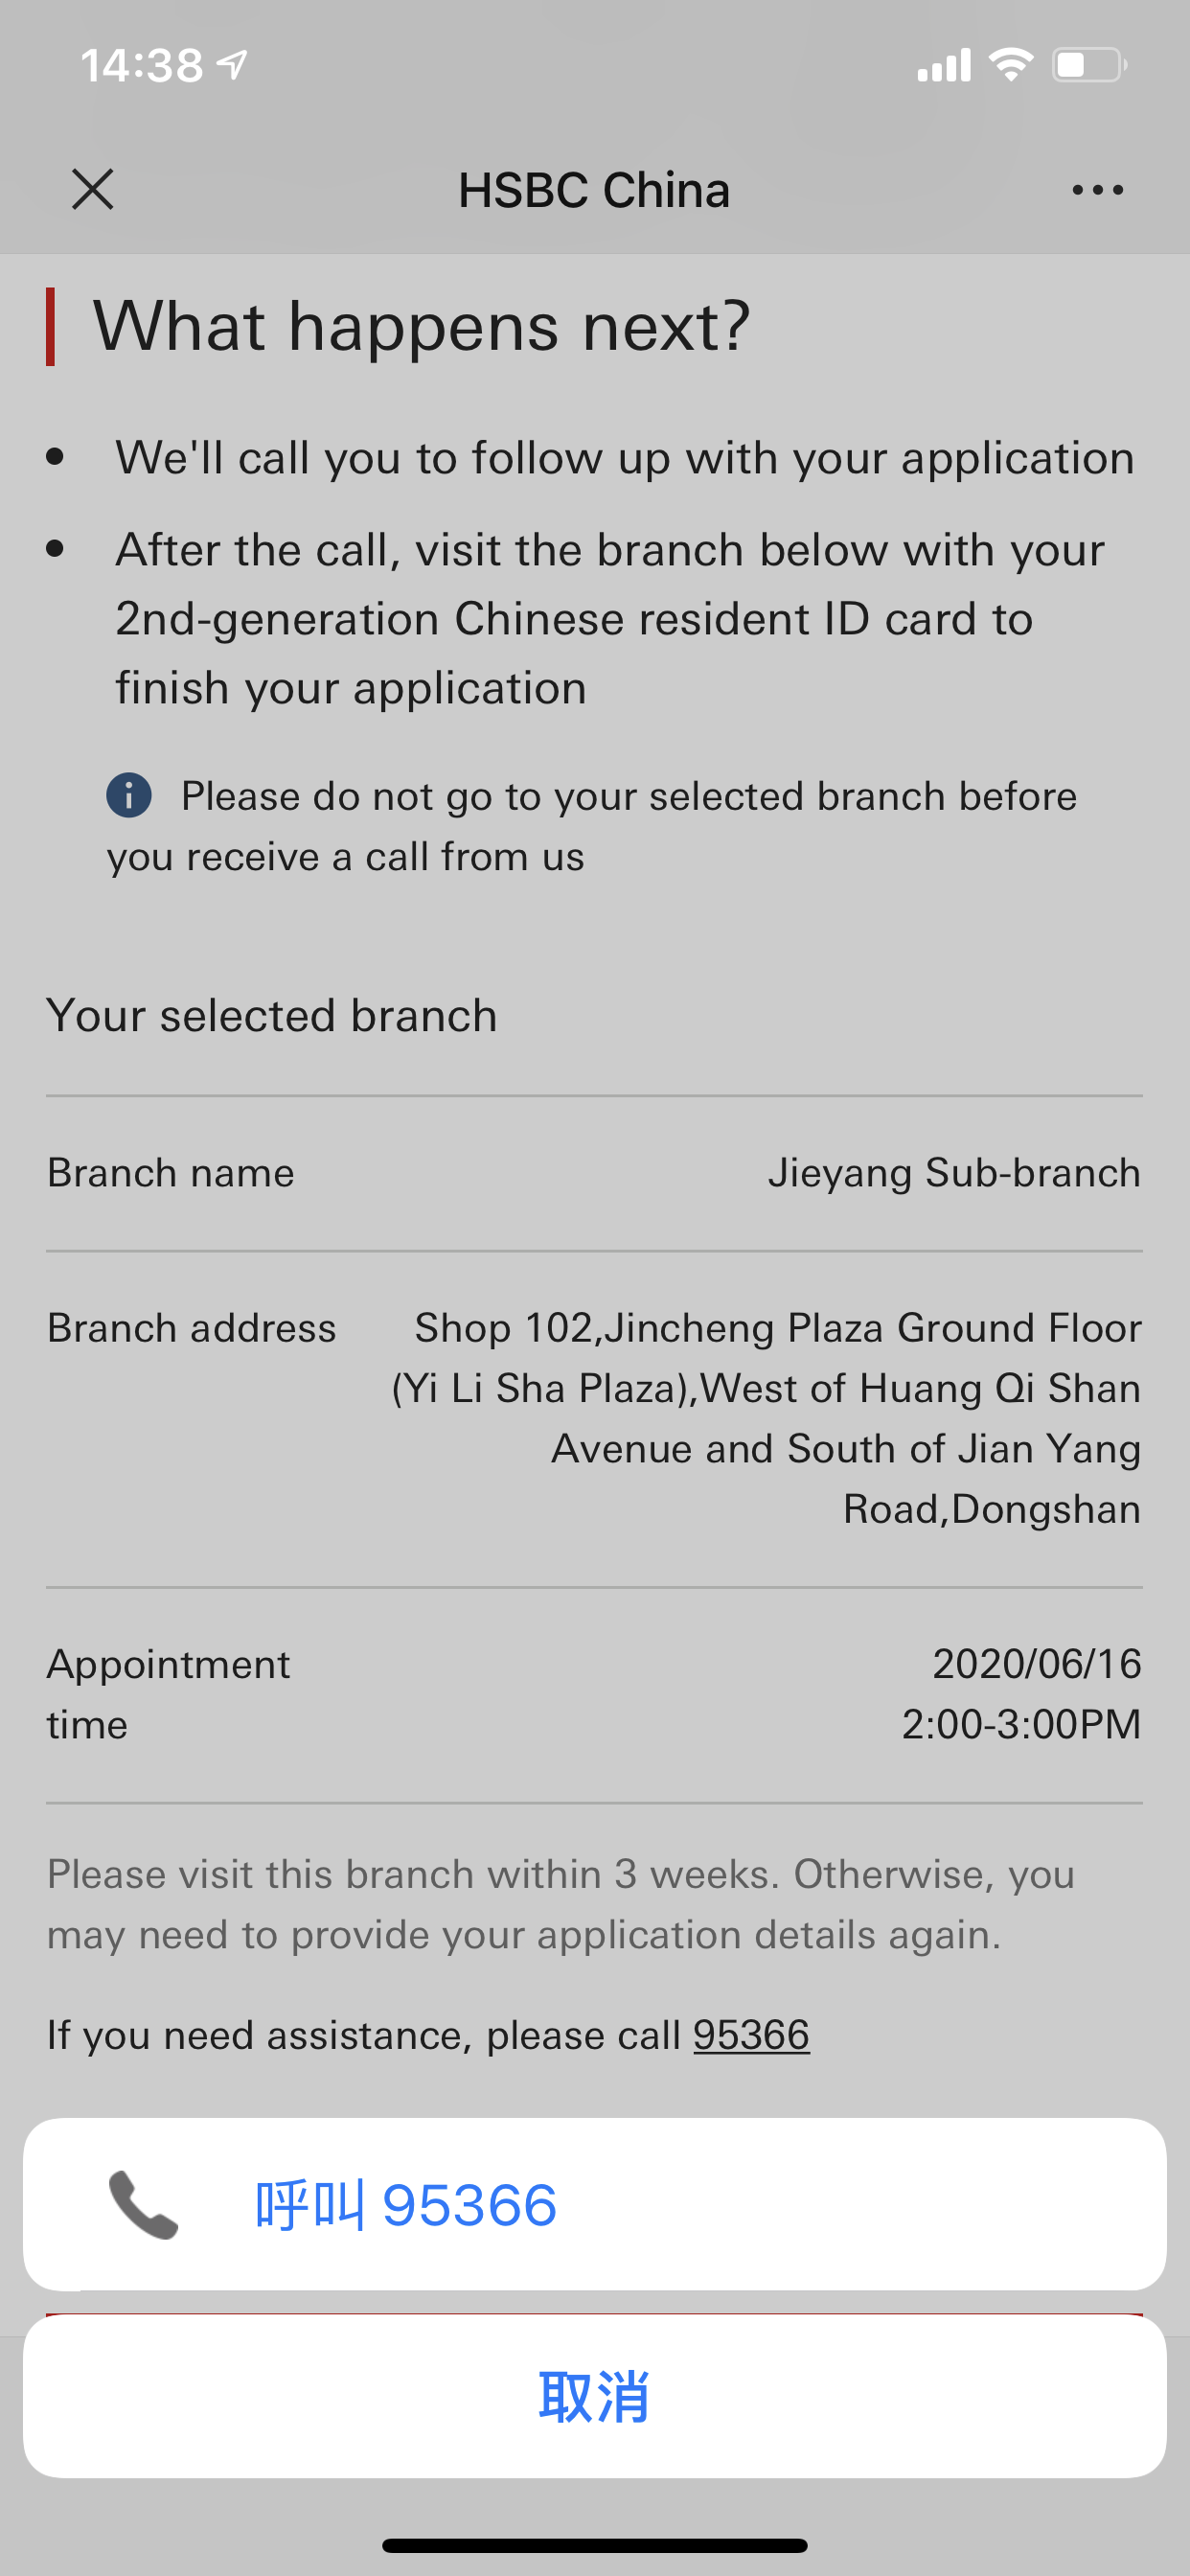 14:38
HSBC China
What happens next?
We'll call you to follow up with your application
After the call, visit the branch below with your
2nd-generation Chinese resident ID card to
finish your application
Please do not go to your selected branch before
you receive a call from us
Your selected branch
Branch name
Jieyang Sub-branch
Branch address
Shop 102,Jincheng Plaza Ground Floor
(Yi Li Sha Plaza),West of Huang Qi Shan
Avenue and South of Jian Yang
Road,Dongshan
Appointment
time
2020/06/16
2:00-3:00PM
Please visit this branch within 3 weeks. Otherwise, you
may need to provide your application details again.
If you need assistance, please call 95366
呼叫 95366
取消